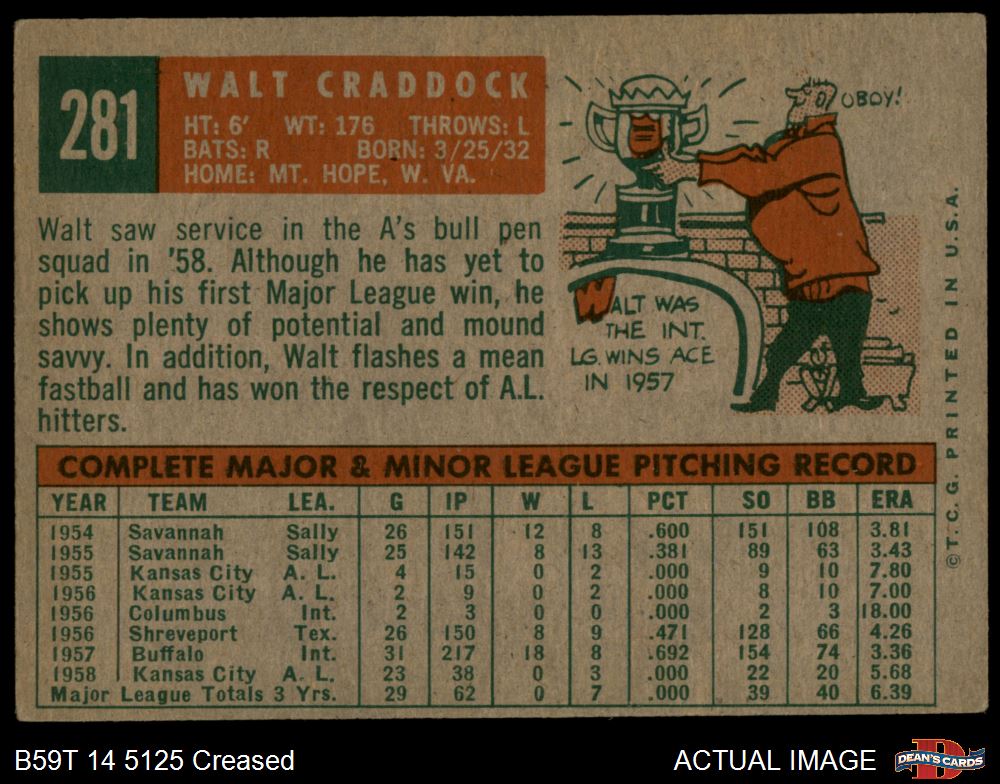 281
WALT CRADDOCK
HT: 6' WT: 176 THROWS: L
BATS: R BORN: 3/25/32
HOME: MT. HOPE, W. VA.
Walt saw service in the A's bull pen
squad in '58. Although he has yet to
pick up his first Major League win, he
shows plenty of potential and mound
savvy. In addition, Walt flashes a mean
fastball and has won the respect of A.L.
hitters.
OBOY!
WALT WAS
THE INT.
LG. WINS ACE
IN 1957
COMPLETE MAJOR & MINOR LEAGUE PITCHING RECORD
YEAR TEAM LEA. G IP W L PCT SO BB ERA
1954 Savannah Sally 26 151 12 8 .600 151 108 3.81
1955 Savannah Sally 25 142 8 13 .381 89 63 3.43
1955 Kansas City A. L. 4 15 0 2 .000 9 10 7.80
1956 Kansas City A. L. 2 9 0 2 .000 8 10 7.00
1956 Columbus Int. 2 3 0 0 .000 2 3 18.00
1956 Shreveport Tex. 26 150 8 9 .471 128 66 4.26
1957 Buffalo Int. 31 217 18 8 .692 154 74 3.36
1958 Kansas City A. L. 23 38 0 3 .000 22 20 5.68
Major League Totals 3 Yrs. 29 62 0 7 .000 39 40 6.39
© T. C. G. PRINTED IN U.S.A.
B59T 14 5125 Creased
ACTUAL IMAGE
D
DEAN'S CARDS